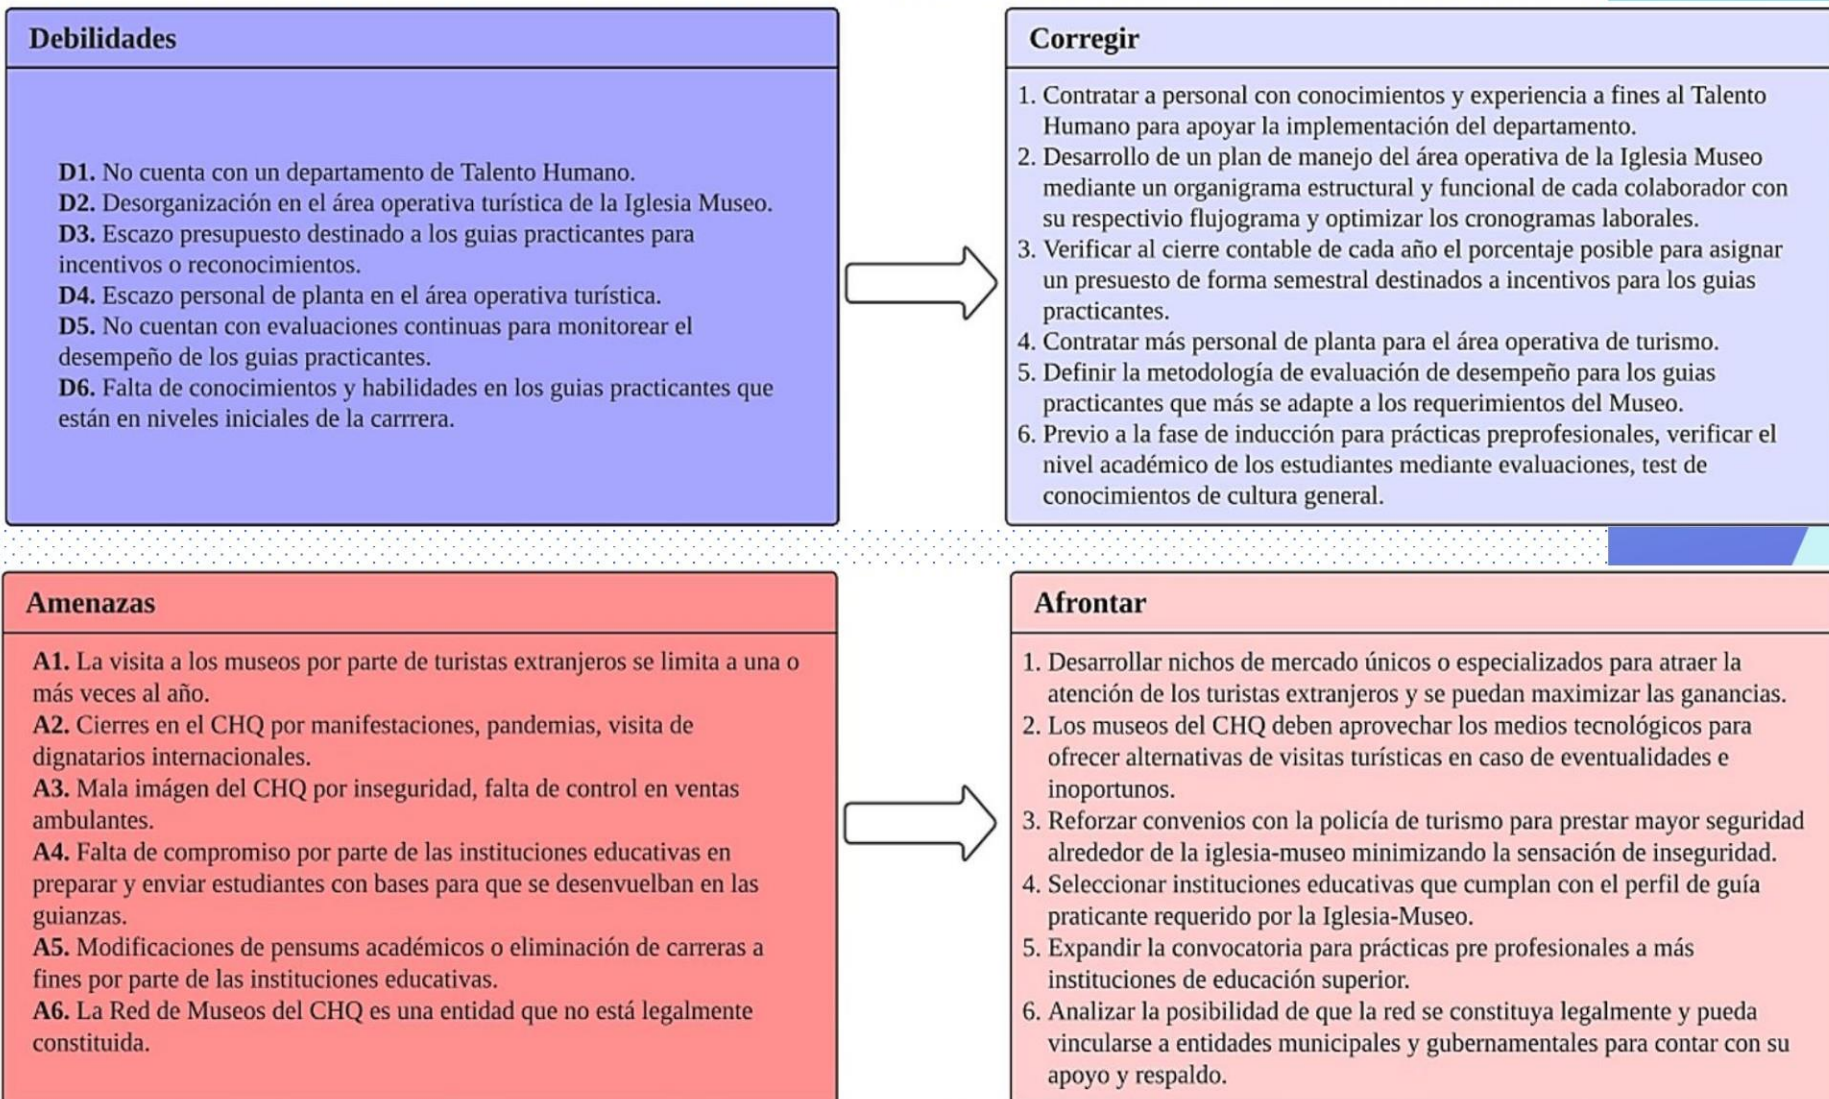 Debilidades
D1. No cuenta con un departamento de Talento Humano.
D2. Desorganización en el área operativa turística de la Iglesia Museo.
D3. Escazo presupuesto destinado a los guias practicantes para
incentivos o reconocimientos.
D4. Escazo personal de planta en el área operativa turística.
D5. No cuentan con evaluaciones continuas para monitorear el
desempeño de los guias practicantes.
D6. Falta de conocimientos y habilidades en los guias practicantes que
están en niveles iniciales de la carrrera.
Corregir
1. Contratar a personal con conocimientos y experiencia a fines al Talento
Humano para apoyar la implementación del departamento.
2. Desarrollo de un plan de manejo del área operativa de la Iglesia Museo
mediante un organigrama estructural y funcional de cada colaborador con
su respectivio flujograma y optimizar los cronogramas laborales.
3. Verificar al cierre contable de cada año el porcentaje posible para asignar
un presuesto de forma semestral destinados a incentivos para los guias
practicantes.
4. Contratar más personal de planta para el área operativa de turismo.
5. Definir la metodología de evaluación de desempeño para los guias
practicantes que más se adapte a los requerimientos del Museo.
6. Previo a la fase de inducción para prácticas preprofesionales, verificar el
nivel académico de los estudiantes mediante evaluaciones, test de
conocimientos de cultura general.
Amenazas
A1. La visita a los museos por parte de turistas extranjeros se limita a una o
más veces al año.
A2. Cierres en el CHQ por manifestaciones, pandemias, visita de
dignatarios internacionales.
A3. Mala imágen del CHQ por inseguridad, falta de control en ventas
ambulantes.
A4. Falta de compromiso por parte de las instituciones educativas en
preparar y enviar estudiantes con bases para que se desenvuelban en las
guianzas.
A5. Modificaciones de pensums académicos o eliminación de carreras a
fines por parte de las instituciones educativas.
A6. La Red de Museos del CHQ es una entidad que no está legalmente
constituida.
Afrontar
1. Desarrollar nichos de mercado únicos o especializados para atraer la
atención de los turistas extranjeros y se puedan maximizar las ganancias.
2. Los museos del CHQ deben aprovechar los medios tecnológicos para
ofrecer alternativas de visitas turísticas en caso de eventualidades e
inoportunos.
3. Reforzar convenios con la policía de turismo para prestar mayor seguridad
alrededor de la iglesia-museo minimizando la sensación de inseguridad.
4. Seleccionar instituciones educativas que cumplan con el perfil de guía
praticante requerido por la Iglesia-Museo.
5. Expandir la convocatoria para prácticas pre profesionales a más
instituciones de educación superior.
6. Analizar la posibilidad de que la red se constituya legalmente y pueda
vincularse a entidades municipales y gubernamentales para contar con su
apoyo y respaldo.